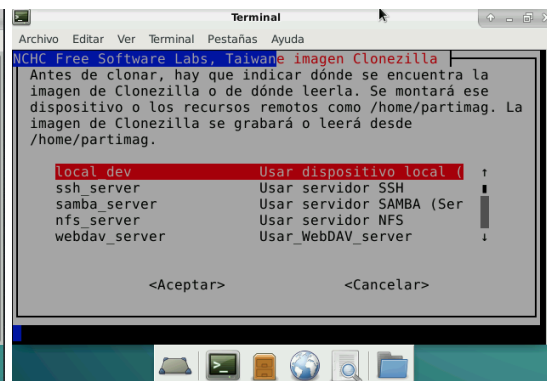 Terminal
Archivo Editar Ver Terminal Pestañas Ayuda
NCHC Free Software Labs, Taiwane imagen Clonezilla
Antes de clonar, hay que indicar dónde se encuentra la
imagen de Clonezilla o de dónde leerla. Se montará ese
dispositivo o los recursos remotos como /home/partimag. La
imagen de Clonezilla se grabará o leerá desde
/home/partimag.
local_dev Usar dispositivo local (
ssh_server Usar servidor SSH
samba_server Usar servidor SAMBA (Ser
nfs_server Usar servidor NFS
webdav_server Usar_WebDAV_server
<Aceptar> <Cancelar>